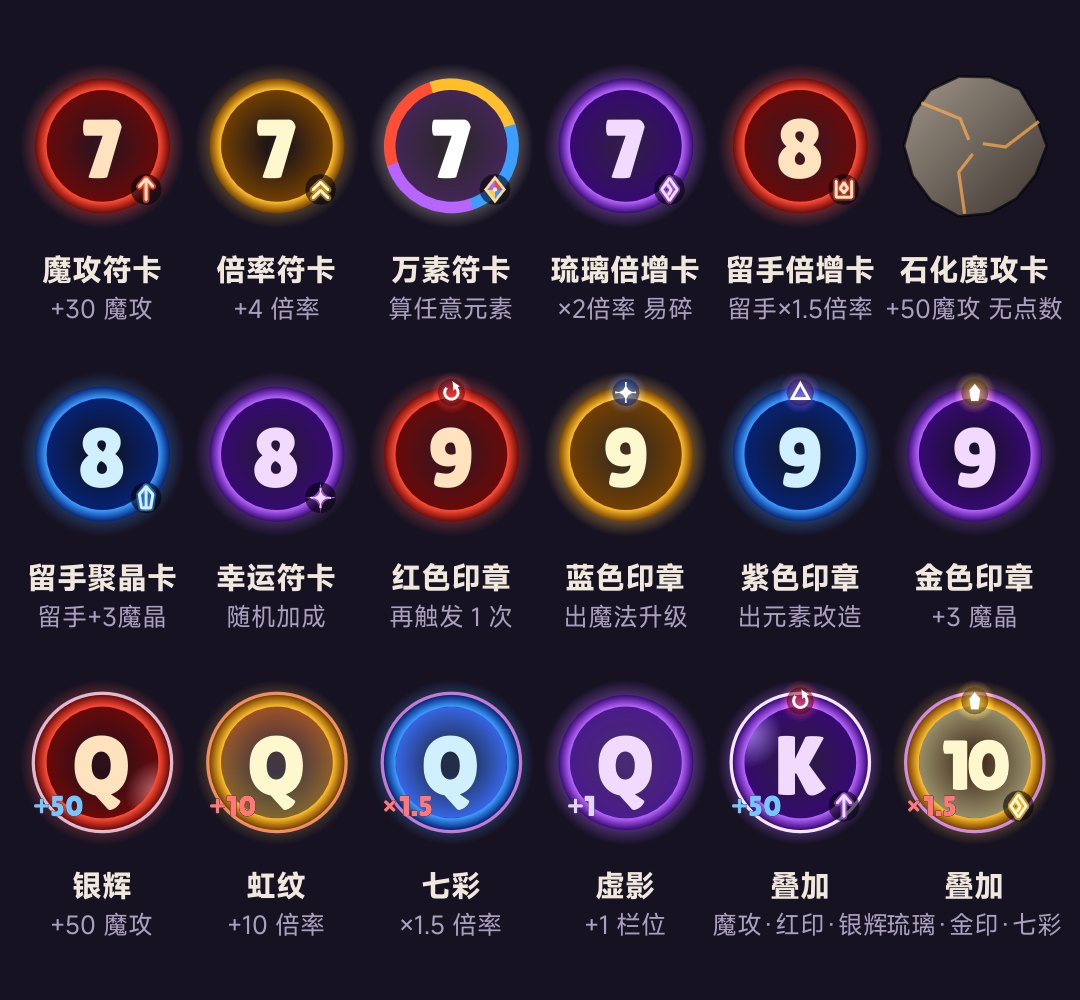 7 7 7 7 8
魔攻符卡 倍率符卡 万素符卡 琉璃倍增卡 留手倍增卡 石化魔攻卡
+30 魔攻 +4 倍率 算任意元素 ×2倍率 易碎 留手×1.5倍率 +50魔攻 无点数
8 8 9 9 9 9
留手聚晶卡 幸运符卡 红色印章 蓝色印章 紫色印章 金色印章
留手+3魔晶 随机加成 再触发 1 次 出魔法升级 出元素改造 +3 魔晶
Q Q Q Q K 10
+50 +10 ×1.5 +1 +50 ×1.5
银辉 虹纹 七彩 虚影 叠加 叠加
+50 魔攻 +10 倍率 ×1.5 倍率 +1 栏位 魔攻·红印·银辉 琉璃·金印·七彩